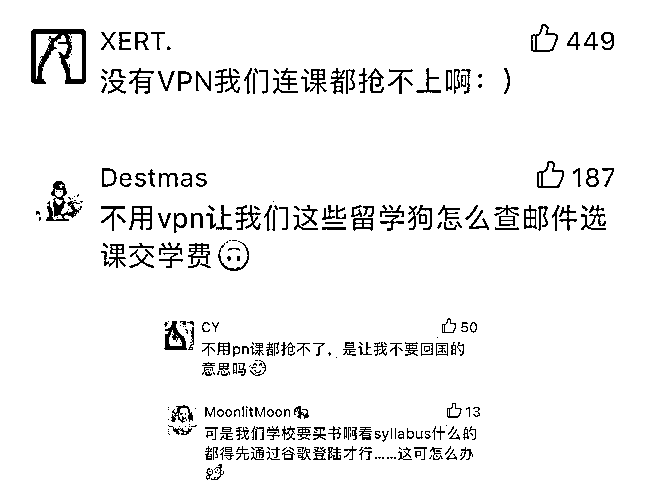 XERT.
449
没有VPN我们连课都抢不上啊：）
Destmas
187
不用vpn让我们这些留学狗怎么查邮件选
课交学费🙃
CY
50
不用pn课都抢不了，是让我不要回国的
意思吗
MoonlitMoon
13
可是我们学校要买书啊看syllabus什么的
都得先通过谷歌登陆才行……这可怎么办